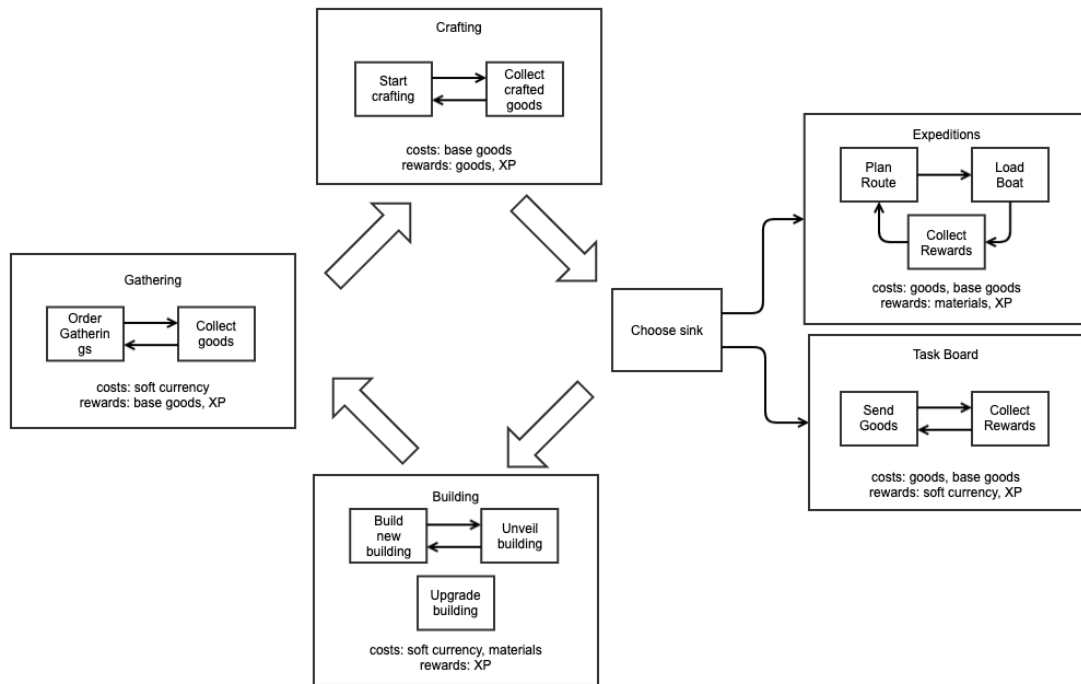 Crafting
Start
crafting
Collect
crafted
goods
costs: base goods
rewards: goods, XP
Gathering
Order
Gatherin
gs
Collect
goods
costs: soft currency
rewards: base goods, XP
Choose sink
Expeditions
Plan
Route
Load
Boat
Collect
Rewards
costs: goods, base goods
rewards: materials, XP
Task Board
Send
Goods
Collect
Rewards
costs: goods, base goods
rewards: soft currency, XP
Building
Build
new
building
Unveil
building
Upgrade
building
costs: soft currency, materials
rewards: XP